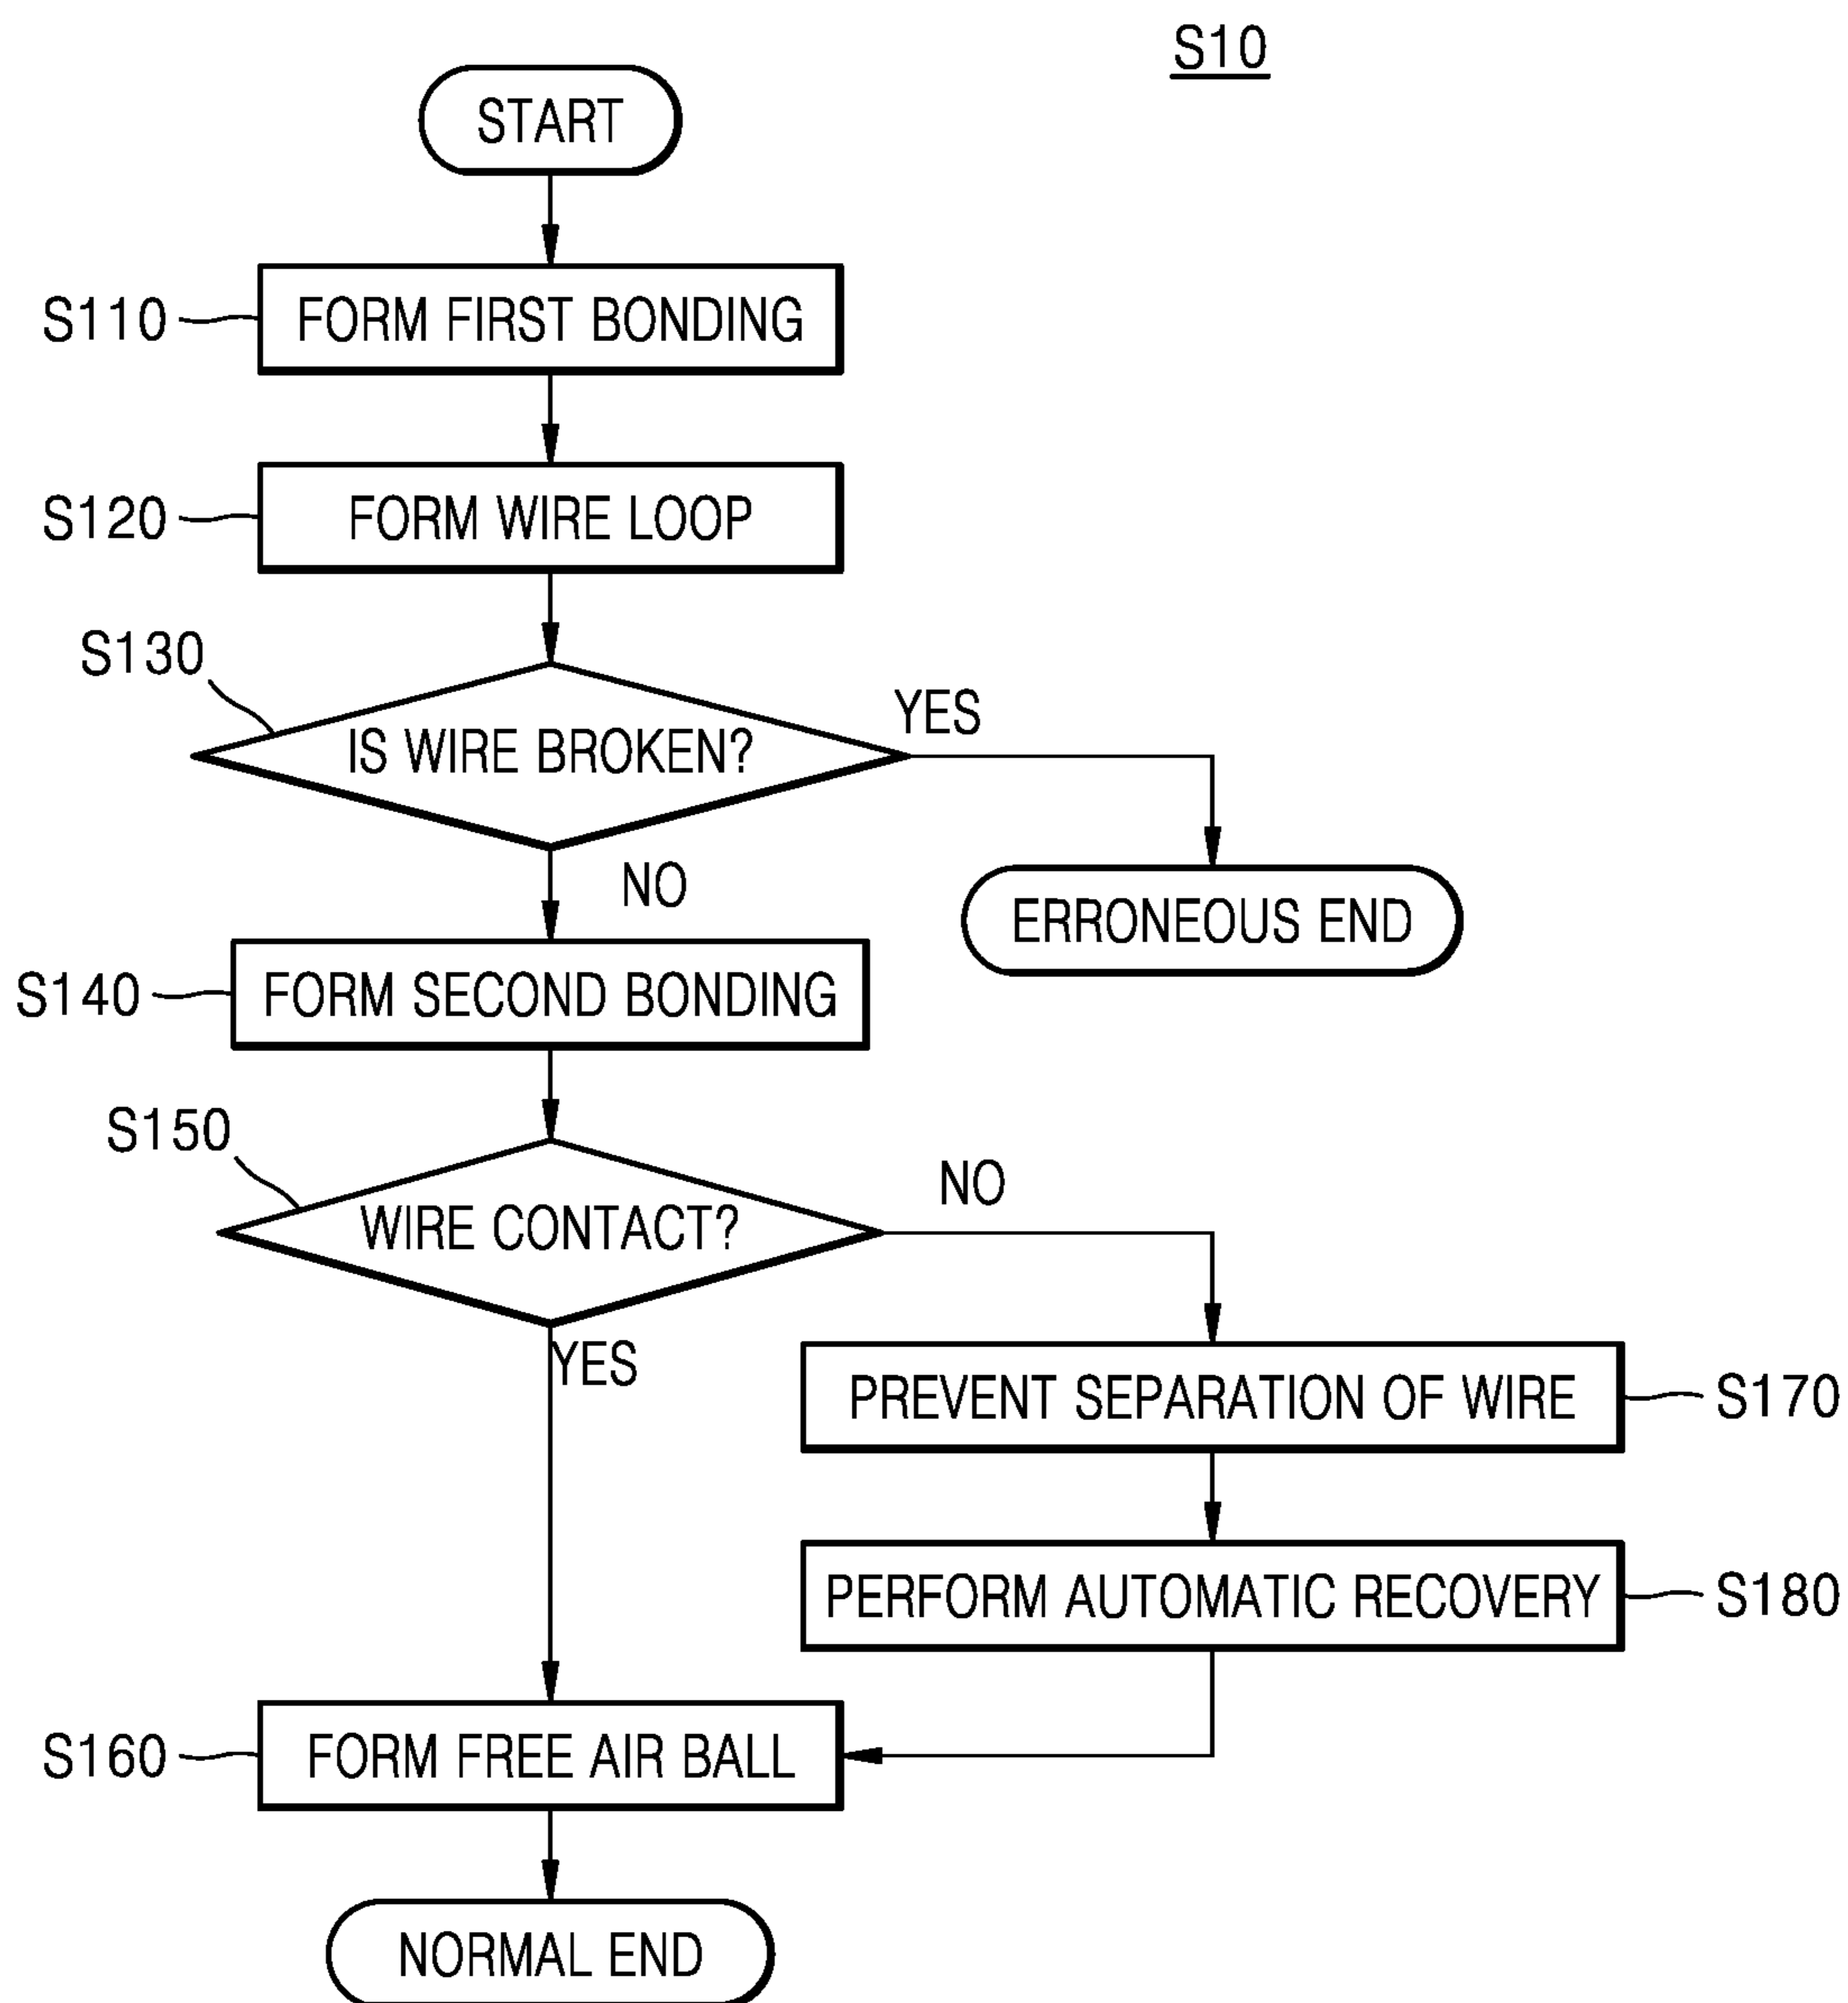 S10
START
S110
FORM FIRST BONDING
S120
FORM WIRE LOOP
S130
IS WIRE BROKEN?
YES
NO
ERRONEOUS END
S140
FORM SECOND BONDING
S150
WIRE CONTACT?
NO
YES
PREVENT SEPARATION OF WIRE
S170
PERFORM AUTOMATIC RECOVERY
S180
S160
FORM FREE AIR BALL
NORMAL END